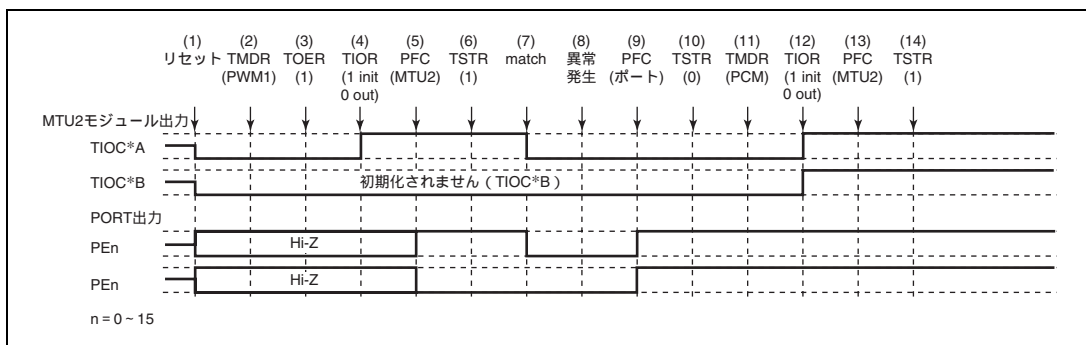 (1) (2) (3) (4) (5) (6) (7) (8) (9) (10) (11) (12) (13) (14)
リセット TMDR TOER TIOR PFC TSTR match 異常 PFC TSTR TMDR TIOR PFC TSTR
(PWM1) (1) (1 init (MTU2) (1) 発生 (ポート) (0) (PCM) (1 init (MTU2) (1)
0 out) 0 out)
MTU2モジュール出力
TIOC*A
TIOC*B 初期化されません ( TIOC*B )
PORT出力
PEn Hi-Z
PEn Hi-Z
n = 0 ~ 15